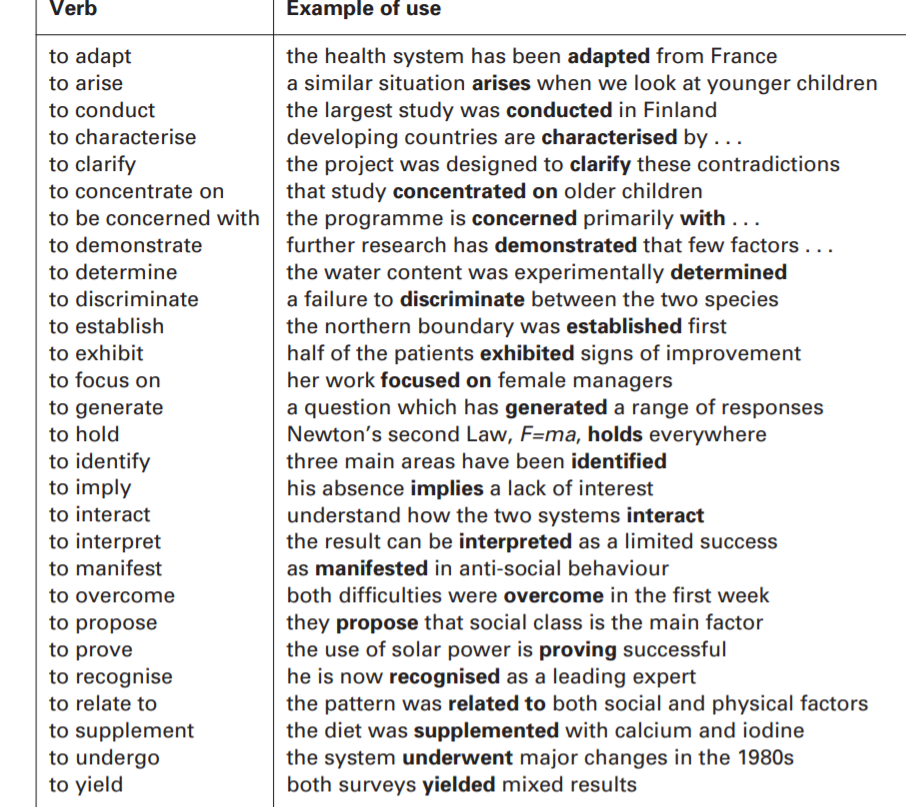 Verb Example of use
to adapt the health system has been adapted from France
to arise a similar situation arises when we look at younger children
to conduct the largest study was conducted in Finland
to characterise developing countries are characterised by . . .
to clarify the project was designed to clarify these contradictions
to concentrate on that study concentrated on older children
to be concerned with the programme is concerned primarily with . . .
to demonstrate further research has demonstrated that few factors . . .
to determine the water content was experimentally determined
to discriminate a failure to discriminate between the two species
to establish the northern boundary was established first
to exhibit half of the patients exhibited signs of improvement
to focus on her work focused on female managers
to generate a question which has generated a range of responses
to hold Newton's second Law, F=ma, holds everywhere
to identify three main areas have been identified
to imply his absence implies a lack of interest
to interact understand how the two systems interact
to interpret the result can be interpreted as a limited success
to manifest as manifested in anti-social behaviour
to overcome both difficulties were overcome in the first week
to propose they propose that social class is the main factor
to prove the use of solar power is proving successful
to recognise he is now recognised as a leading expert
to relate to the pattern was related to both social and physical factors
to supplement the diet was supplemented with calcium and iodine
to undergo the system underwent major changes in the 1980s
to yield both surveys yielded mixed results